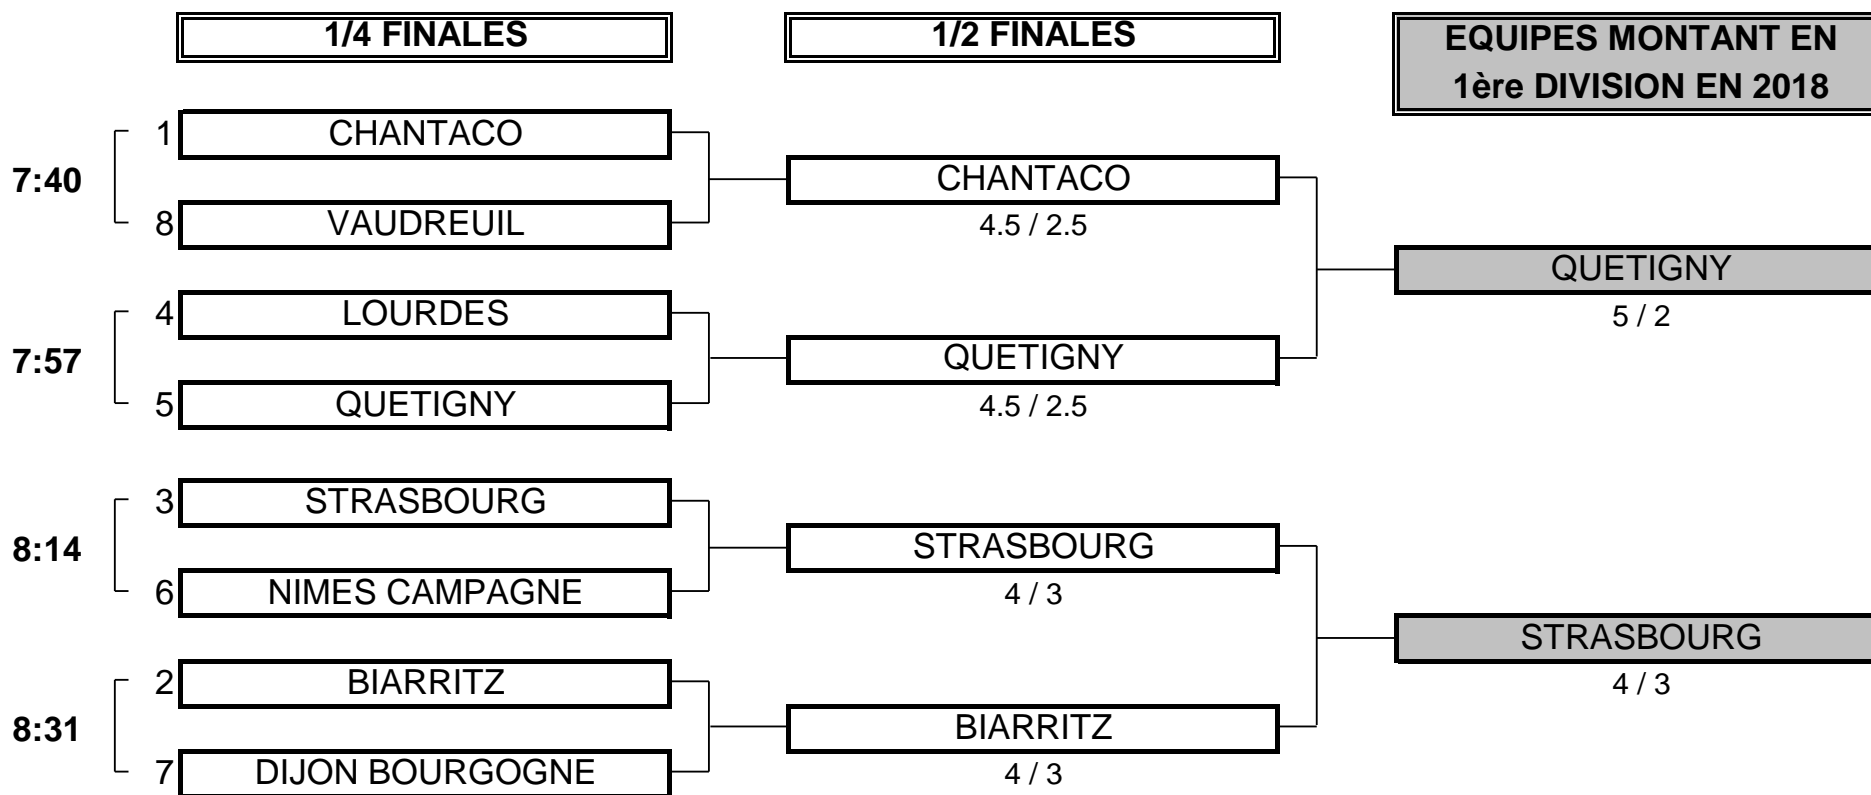 1/4 FINALES
1/2 FINALES
EQUIPES MONTANT EN
1ère DIVISION EN 2018
7:40
1 CHANTACO
8 VAUDREUIL
CHANTACO
4.5 / 2.5
7:57
4 LOURDES
5 QUETIGNY
QUETIGNY
4.5 / 2.5
QUETIGNY
5 / 2
8:14
3 STRASBOURG
6 NIMES CAMPAGNE
STRASBOURG
4 / 3
8:31
2 BIARRITZ
7 DIJON BOURGOGNE
BIARRITZ
4 / 3
STRASBOURG
4 / 3